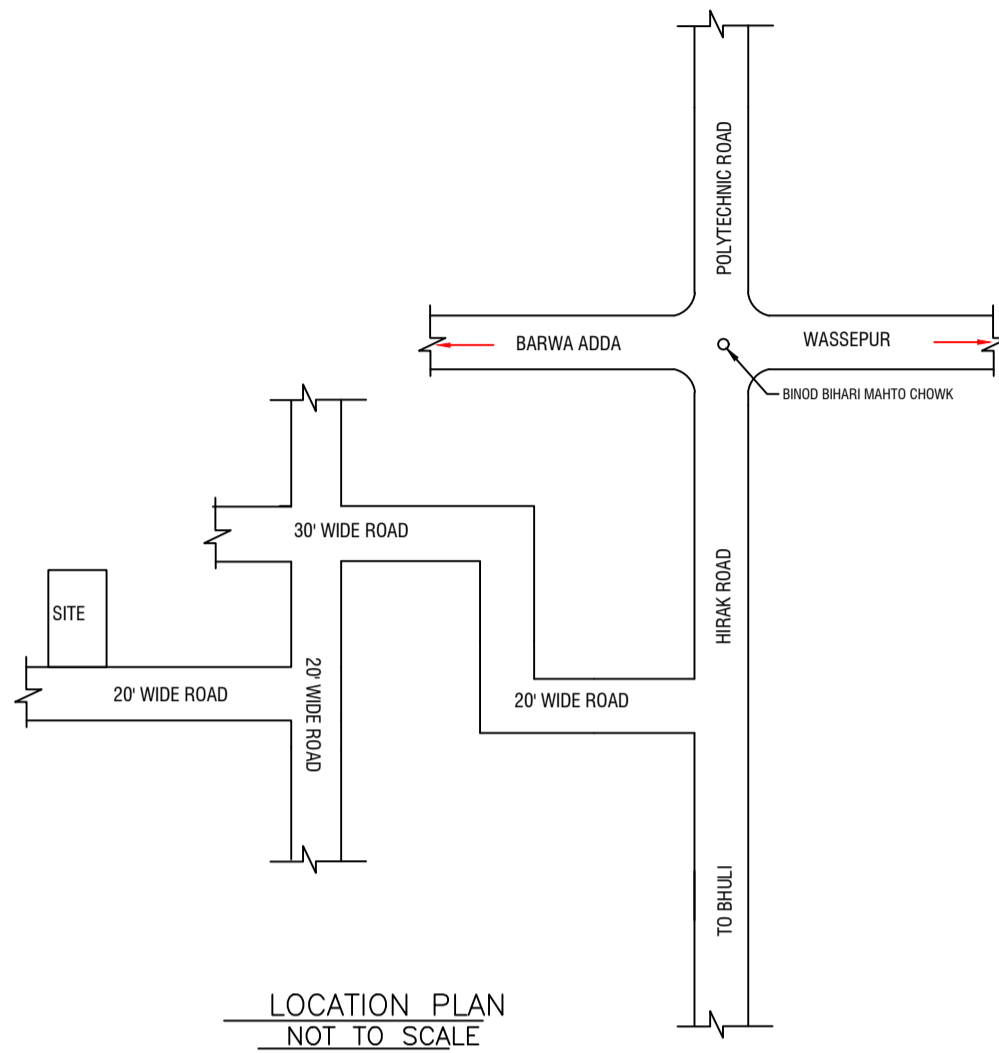 POLYTECHNIC ROAD
BARWA ADDA
WASSEPUR
BINOD BIHARI MAHTO CHOWK
30' WIDE ROAD
HIRAK ROAD
SITE
20' WIDE ROAD
20' WIDE ROAD
20' WIDE ROAD
TO BHULI
LOCATION PLAN
NOT TO SCALE